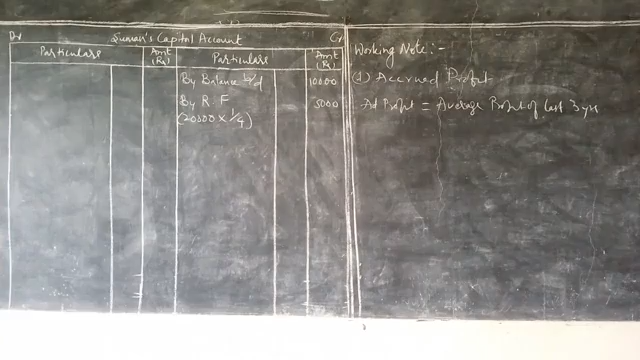 Dr Suman's Capital Account Cr
Particulars Amt (Rs) Particulars Amt (Rs)
By Balance b/d 10000
By R. F 5000
(20000 x 1/4)
Working Note:-
(1) Accrued Profit
Ad Profit = Average Profit of last 3 yrs